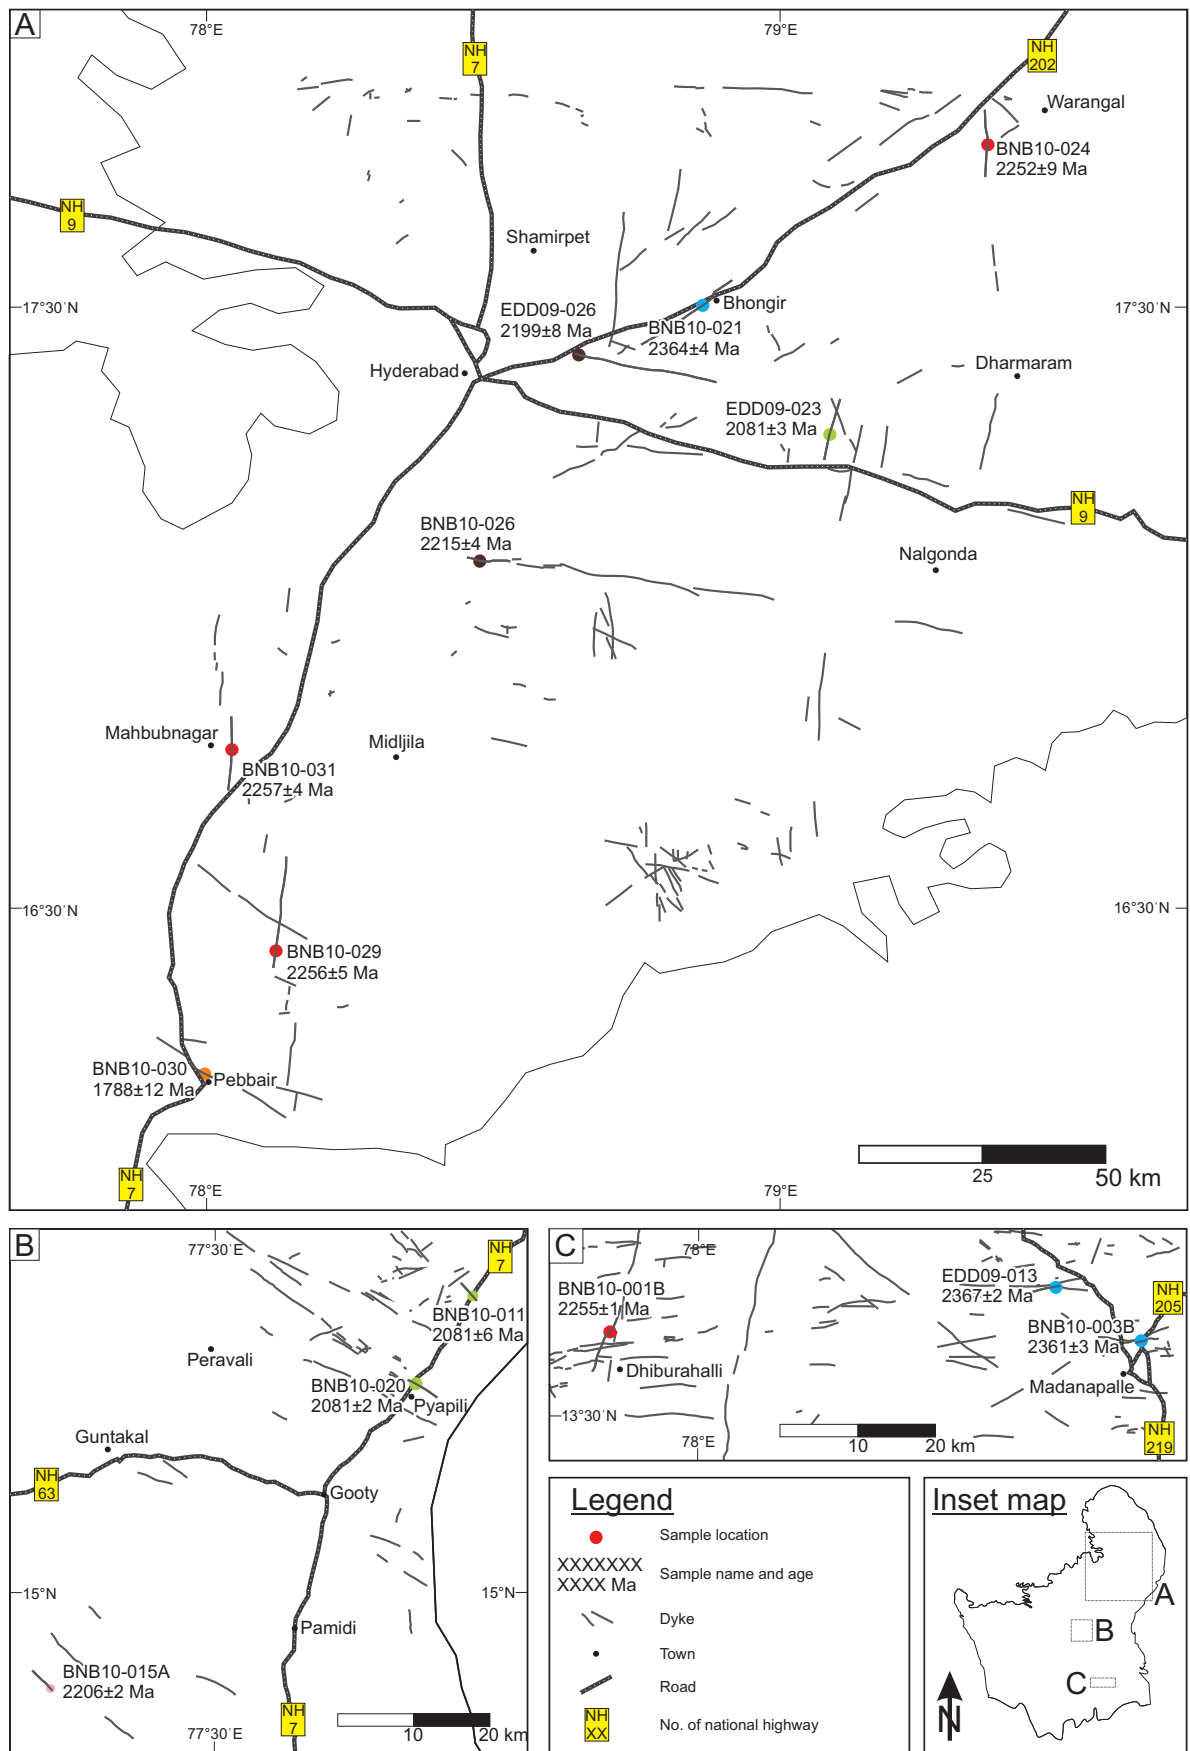 A
78°E
79°E
NH
7
NH
202
Warangal
BNB10-024
2252±9 Ma
NH
9
Shamirpet
17°30'N
17°30'N
EDD09-026
2199±8 Ma
Bhongir
BNB10-021
2364±4 Ma
Hyderabad
Dharmaram
EDD09-023
2081±3 Ma
NH
9
BNB10-026
2215±4 Ma
Nalgonda
Mahbubnagar
Midljila
BNB10-031
2257±4 Ma
16°30'N
16°30'N
BNB10-029
2256±5 Ma
BNB10-030
1788±12 Ma
Pebbair
25
50 km
NH
7
78°E
79°E
B
77°30'E
NH
7
BNB10-011
2081±6 Ma
Peravali
BNB10-020
2081±2 Ma
Pyapili
Guntakal
NH
63
Gooty
15°N
Pamidi
BNB10-015A
2206±2 Ma
NH
7
10
20 km
77°30'E
C
78°E
BNB10-001B
2255±1 Ma
EDD09-013
2367±2 Ma
NH
205
BNB10-003B
2361±3 Ma
Dhiburahalli
Madanapalle
13°30'N
10
20 km
78°E
NH
219
Legend
Sample location
XXXXXXX
XXXX Ma
Sample name and age
Dyke
Town
Road
NH
XX
No. of national highway
Inset map
A
B
C
N